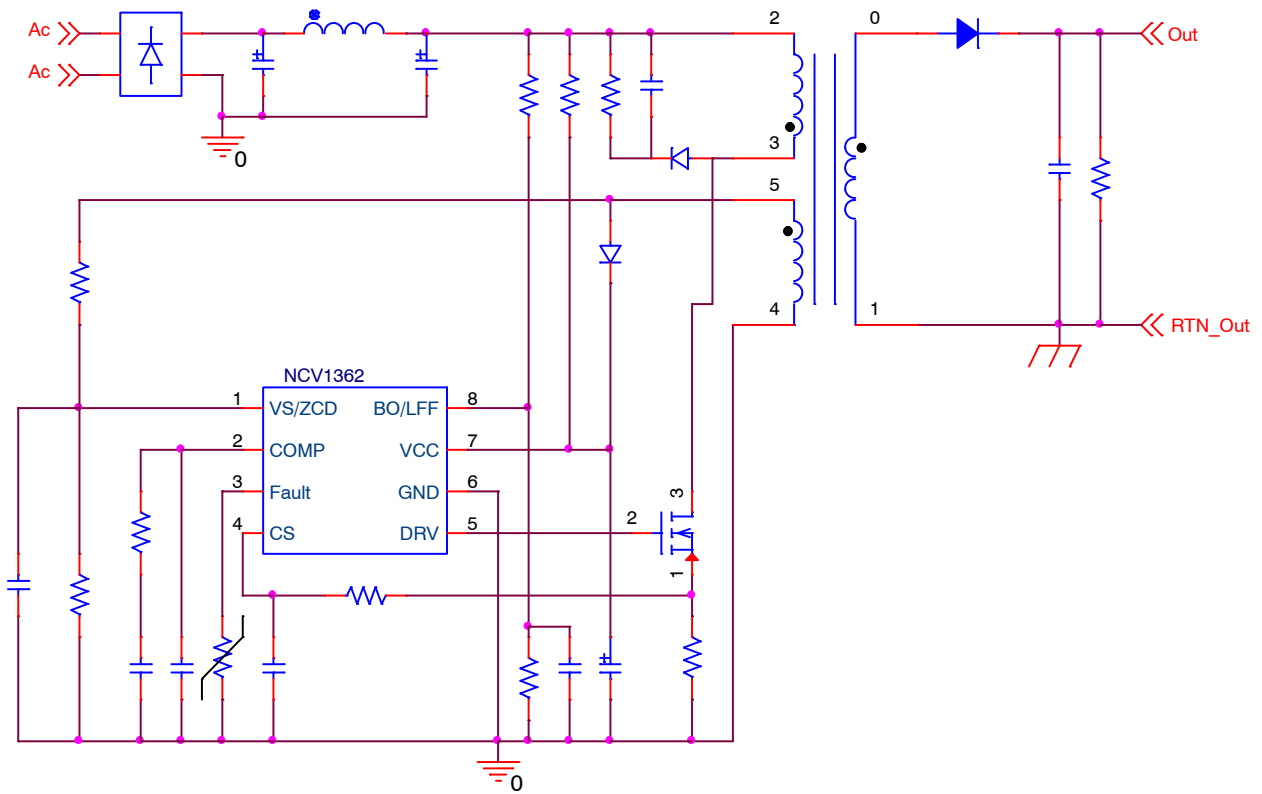 Ac
Ac
0
2
3
5
4
0
1
Out
RTN_Out
NCV1362
1 VS/ZCD BO/LFF 8
2 COMP VCC 7
3 Fault GND 6
4 CS DRV 5
2
3
1
0